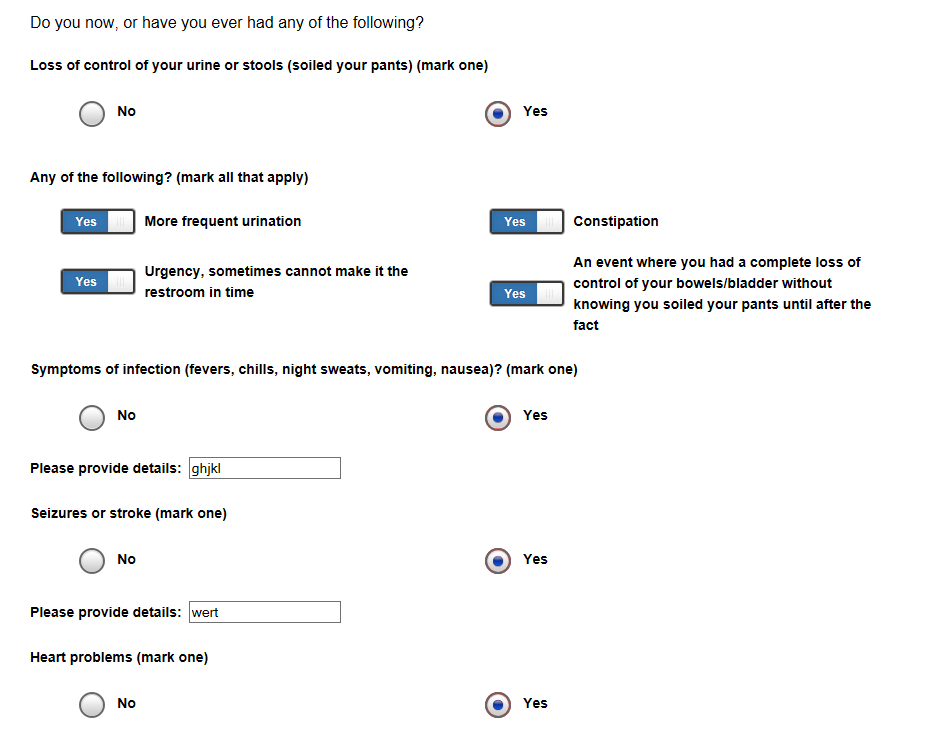 Do you now, or have you ever had any of the following?
Loss of control of your urine or stools (soiled your pants) (mark one)
No
Yes
Any of the following? (mark all that apply)
Yes More frequent urination
Yes Constipation
Yes Urgency, sometimes cannot make it the
restroom in time
Yes An event where you had a complete loss of
control of your bowels/bladder without
knowing you soiled your pants until after the
fact
Symptoms of infection (fevers, chills, night sweats, vomiting, nausea)? (mark one)
No
Yes
Please provide details: ghjkl
Seizures or stroke (mark one)
No
Yes
Please provide details: wert
Heart problems (mark one)
No
Yes